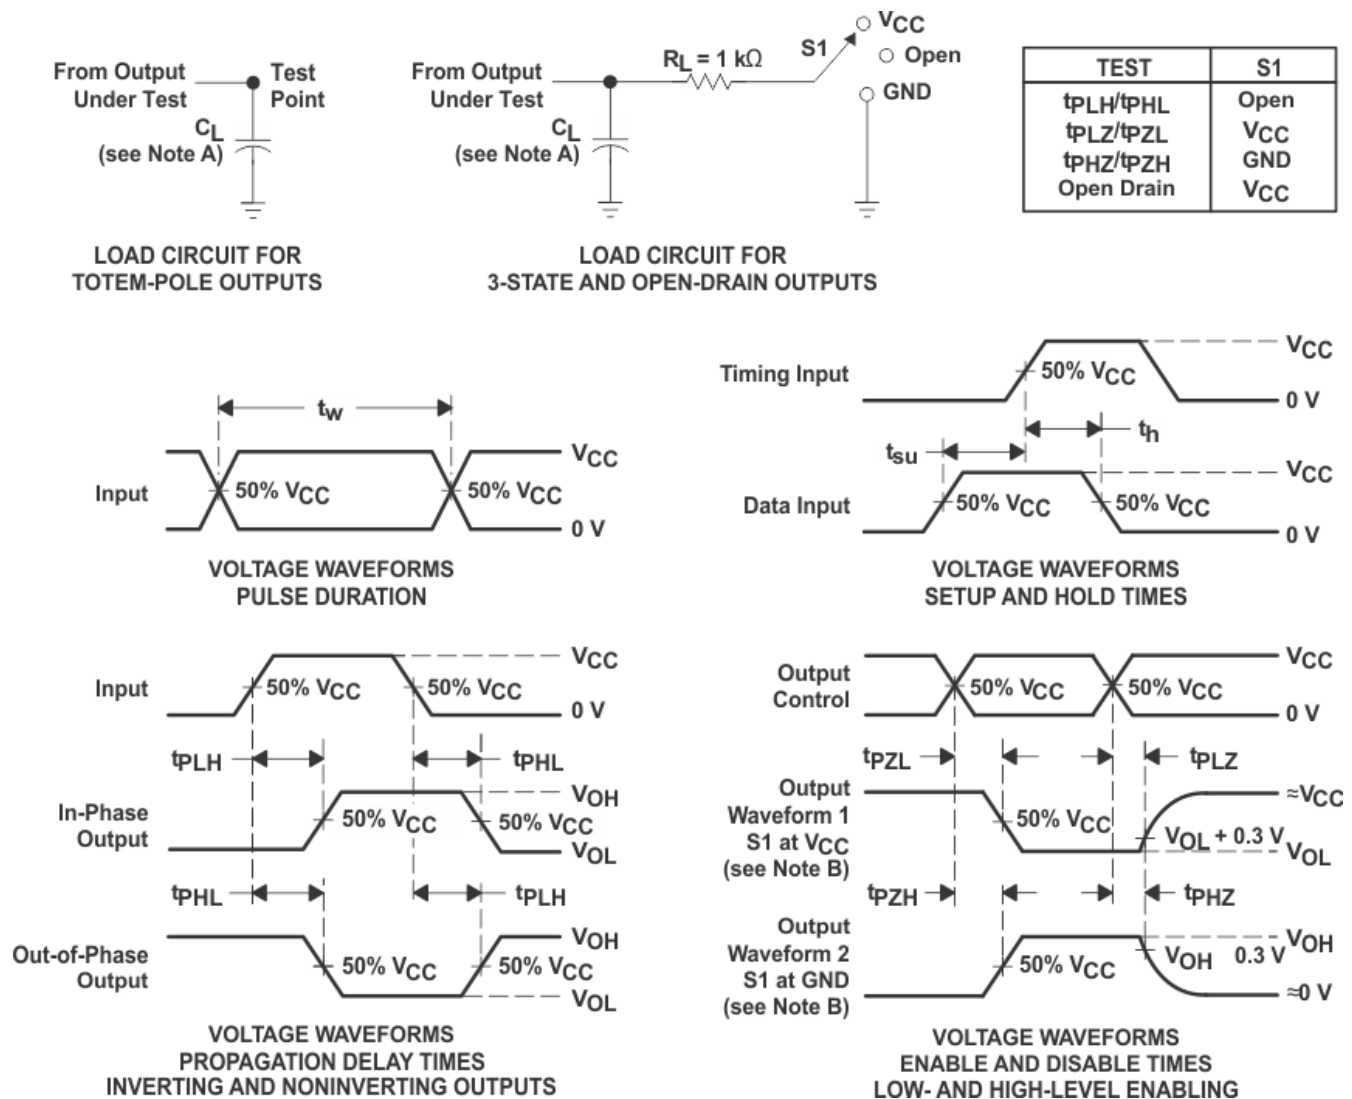 From Output
Under Test
Test
Point
CL
(see Note A)
LOAD CIRCUIT FOR
TOTEM-POLE OUTPUTS
From Output
Under Test
RL = 1 kΩ
S1
VCC
Open
GND
CL
(see Note A)
LOAD CIRCUIT FOR
3-STATE AND OPEN-DRAIN OUTPUTS
TEST S1
tPLH/tPHL Open
tPLZ/tPZL VCC
tPHZ/tPZH GND
Open Drain VCC
tw
Input
50% VCC
50% VCC
VCC
0 V
VOLTAGE WAVEFORMS
PULSE DURATION
Timing Input
50% VCC
VCC
0 V
th
tsu
Data Input
50% VCC
50% VCC
VCC
0 V
VOLTAGE WAVEFORMS
SETUP AND HOLD TIMES
Input
50% VCC
50% VCC
VCC
0 V
tPLH
tPHL
In-Phase
Output
50% VCC
50% VCC
VOH
VOL
tPHL
tPLH
Out-of-Phase
Output
50% VCC
50% VCC
VOH
VOL
VOLTAGE WAVEFORMS
PROPAGATION DELAY TIMES
INVERTING AND NONINVERTING OUTPUTS
Output
Control
50% VCC
50% VCC
VCC
0 V
tPZL
tPLZ
Output
Waveform 1
S1 at VCC
(see Note B)
50% VCC
VOL + 0.3 V
≈VCC
VOL
tPZH
tPHZ
Output
Waveform 2
S1 at GND
(see Note B)
50% VCC
VOH 0.3 V
VOH
≈0 V
VOLTAGE WAVEFORMS
ENABLE AND DISABLE TIMES
LOW- AND HIGH-LEVEL ENABLING